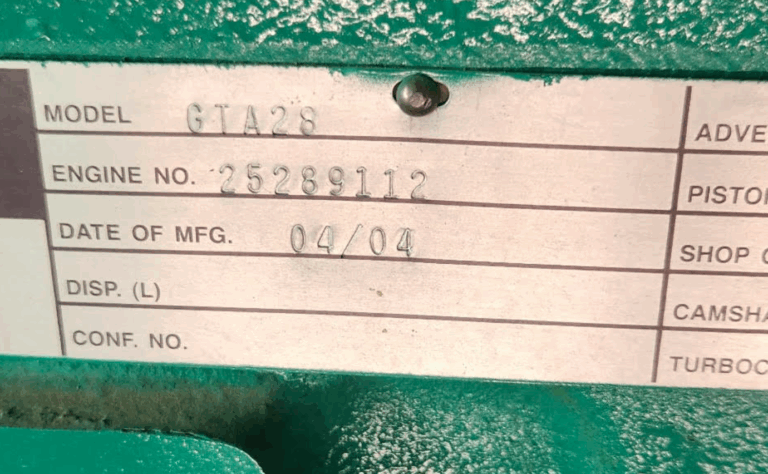 MODEL GTA28
ENGINE NO. 25289112
DATE OF MFG. 04/04
DISP. (L)
CONF. NO.
ADVE
PISTO
SHOP
CAMSHA
TURBOC